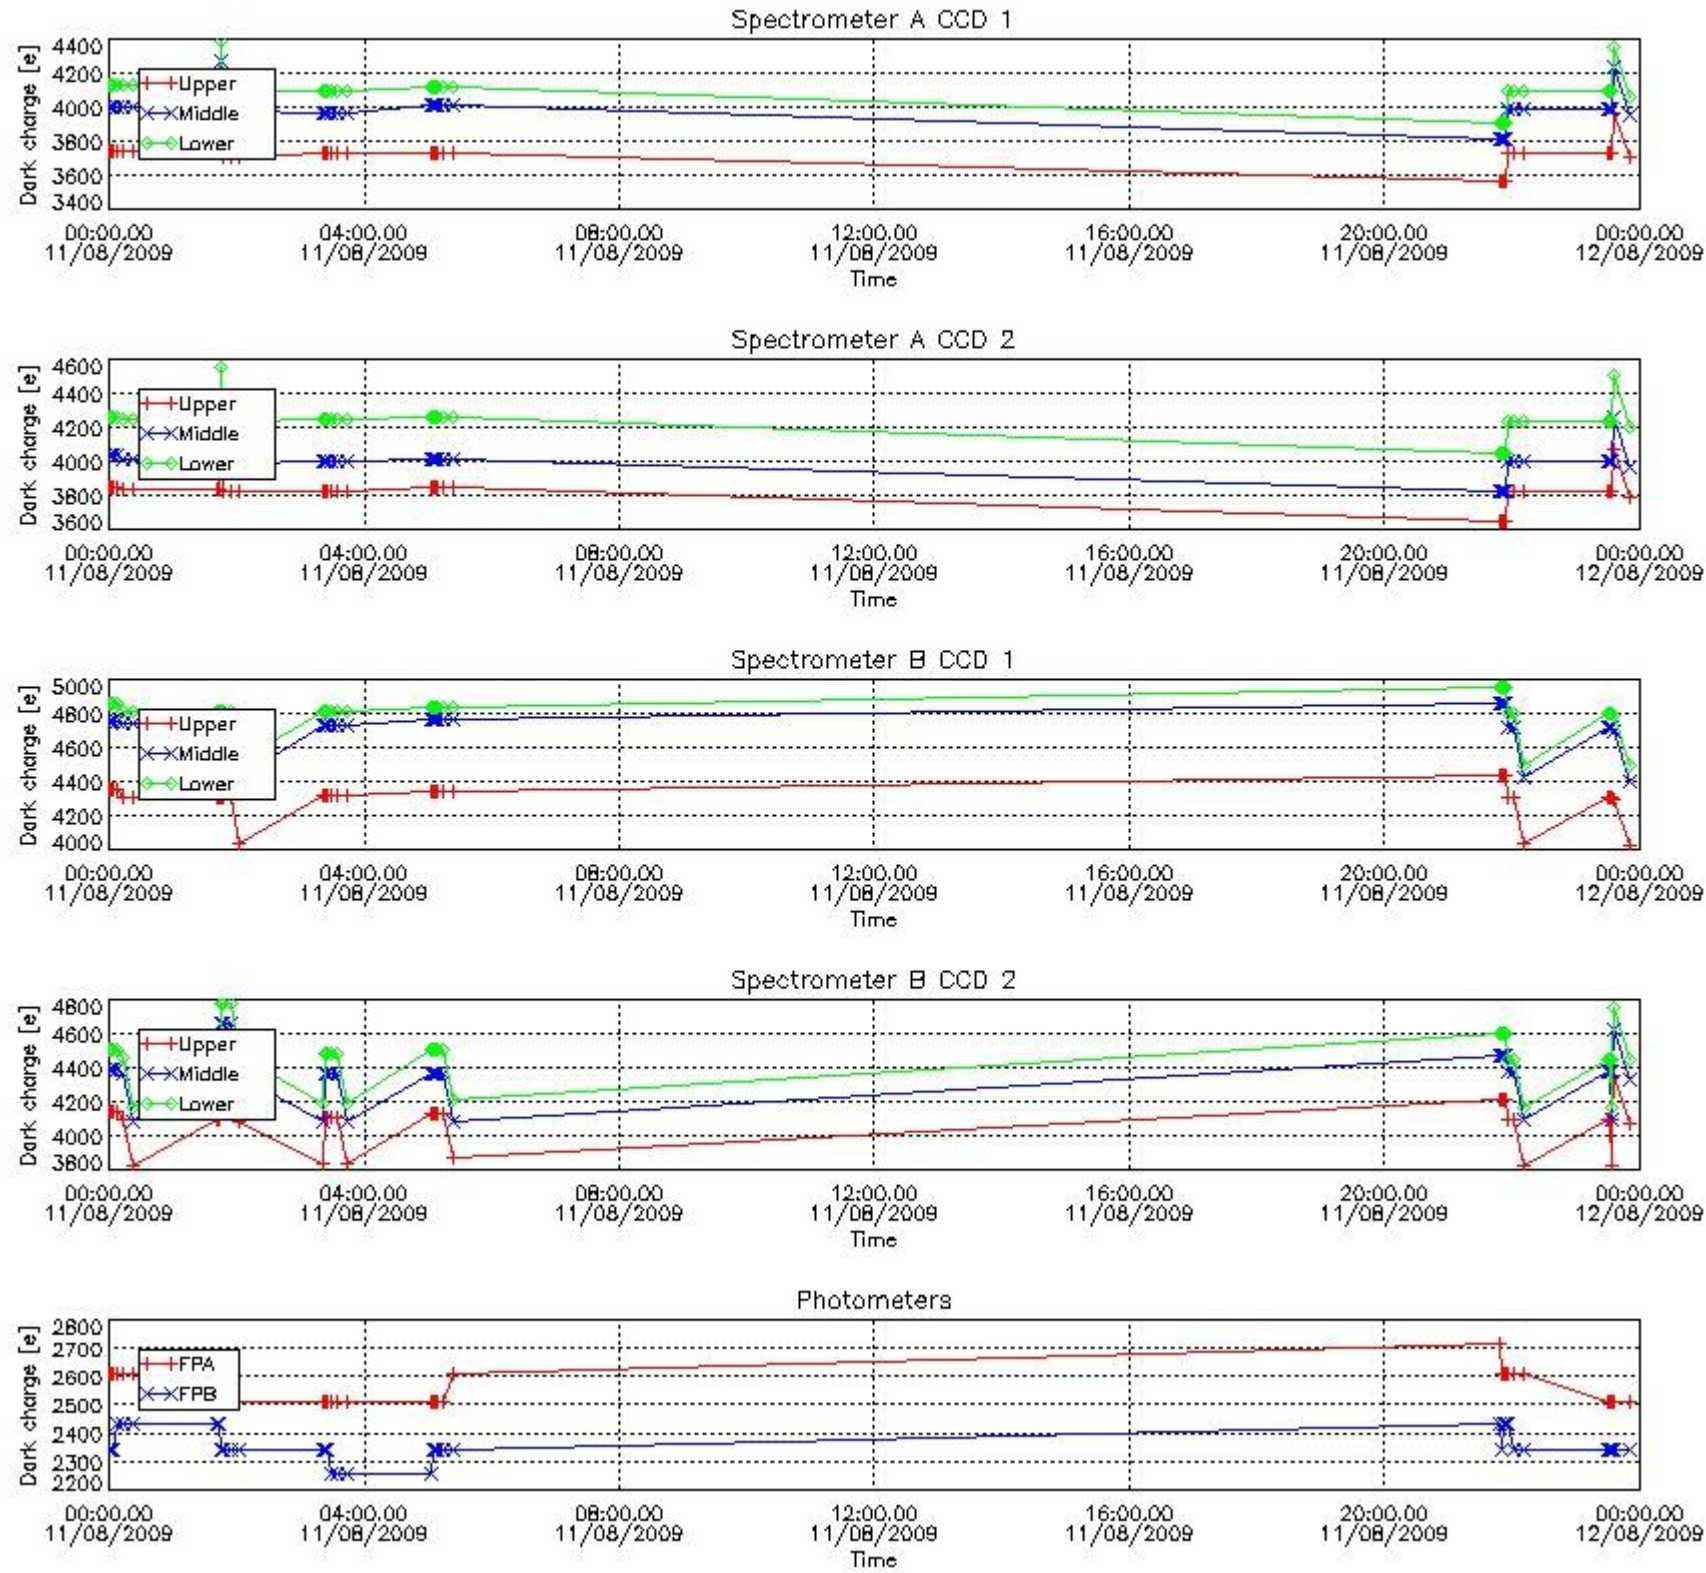 Spectrometer A CCD 1
Dark charge [e]
4400
4200
4000
3800
3600
3400
Upper
Middle
Lower
00:00.00 04:00.00 08:00.00 12:00.00 16:00.00 20:00.00 00:00.00
11/08/2009 11/08/2009 11/08/2009 11/08/2009 11/08/2009 11/08/2009 12/08/2009
Time
Spectrometer A CCD 2
Dark charge [e]
4600
4400
4200
4000
3800
3600
Upper
Middle
Lower
00:00.00 04:00.00 08:00.00 12:00.00 16:00.00 20:00.00 00:00.00
11/08/2009 11/08/2009 11/08/2009 11/08/2009 11/08/2009 11/08/2009 12/08/2009
Time
Spectrometer B CCD 1
Dark charge [e]
5000
4800
4600
4400
4200
4000
Upper
Middle
Lower
00:00.00 04:00.00 08:00.00 12:00.00 16:00.00 20:00.00 00:00.00
11/08/2009 11/08/2009 11/08/2009 11/08/2009 11/08/2009 11/08/2009 12/08/2009
Time
Spectrometer B CCD 2
Dark charge [e]
4800
4600
4400
4200
4000
3800
Upper
Middle
Lower
00:00.00 04:00.00 08:00.00 12:00.00 16:00.00 20:00.00 00:00.00
11/08/2009 11/08/2009 11/08/2009 11/08/2009 11/08/2009 11/08/2009 12/08/2009
Time
Photometers
Dark charge [e]
2800
2700
2600
2500
2400
2300
2200
FPA
FPB
00:00.00 04:00.00 08:00.00 12:00.00 16:00.00 20:00.00 00:00.00
11/08/2009 11/08/2009 11/08/2009 11/08/2009 11/08/2009 11/08/2009 12/08/2009
Time